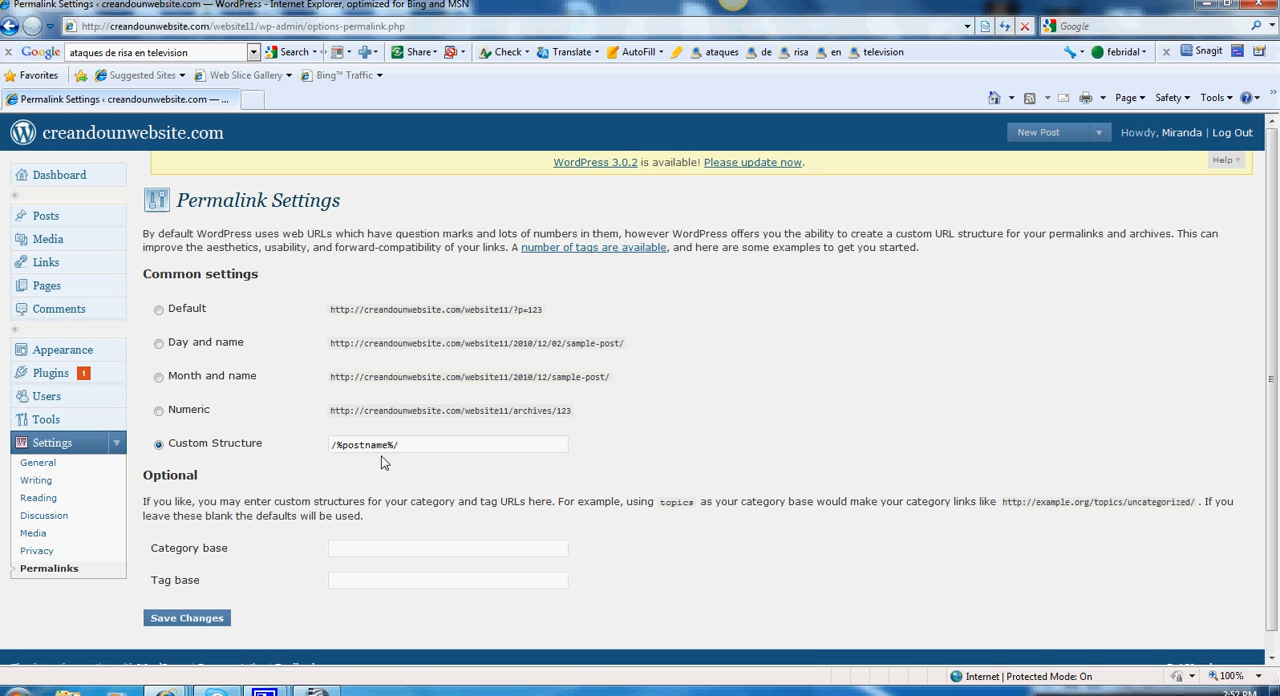 Permalink Settings ‹ creandounwebsite.com — WordPress - Internet Explorer, optimized for Bing and MSN
http://creandounwebsite.com/website11/wp-admin/options-permalink.php
Google
Google ataques de risa en television Search Share Check Translate AutoFill ataques de risa en television febridal Snagit
Favorites Suggested Sites Web Slice Gallery Bing™ Traffic
Permalink Settings ‹ creandounwebsite.com — ...
Page Safety Tools
creandounwebsite.com
New Post
Howdy, Miranda | Log Out
WordPress 3.0.2 is available! Please update now.
Help
Dashboard
Posts
Media
Links
Pages
Comments
Appearance
Plugins 1
Users
Tools
Settings
General
Writing
Reading
Discussion
Media
Privacy
Permalinks
Permalink Settings
By default WordPress uses web URLs which have question marks and lots of numbers in them, however WordPress offers you the ability to create a custom URL structure for your permalinks and archives. This can
improve the aesthetics, usability, and forward-compatibility of your links. A number of tags are available, and here are some examples to get you started.
Common settings
Default http://creandounwebsite.com/website11/?p=123
Day and name http://creandounwebsite.com/website11/2010/12/02/sample-post/
Month and name http://creandounwebsite.com/website11/2010/12/sample-post/
Numeric http://creandounwebsite.com/website11/archives/123
Custom Structure /%postname%/
Optional
If you like, you may enter custom structures for your category and tag URLs here. For example, using topics as your category base would make your category links like http://example.org/topics/uncategorized/ . If you
leave these blank the defaults will be used.
Category base
Tag base
Save Changes
Internet | Protected Mode: On
100%
2:52 PM